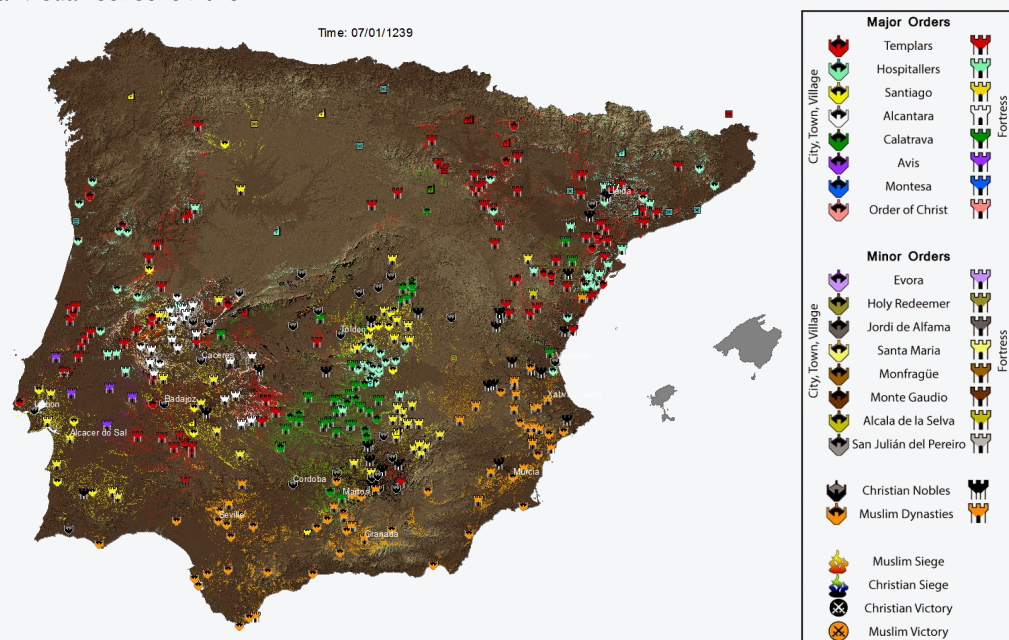 Time: 07/01/1239
Lleida
Toledo
Caceres
Badajoz
Alcacer do Sal
Xativa
Cordoba
Martos
Murcia
Seville
Granada
Major Orders
City, Town, Village
Fortress
Templars
Hospitallers
Santiago
Alcantara
Calatrava
Avis
Montesa
Order of Christ
Minor Orders
City, Town, Village
Fortress
Evora
Holy Redeemer
Jordi de Alfama
Santa Maria
Monfragüe
Monte Gaudio
Alcala de la Selva
San Julián del Pereiro
Christian Nobles
Muslim Dynasties
Muslim Siege
Christian Siege
Christian Victory
Muslim Victory